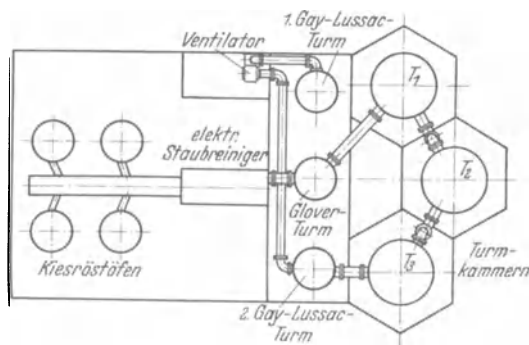 1. Gay-Lussac-
Turm
Ventilator
T1
elektr.
Staubreiniger
T2
Glover-
Turm
Kiesröstöfen
T3
Turm-
kammern
2. Gay-Lussac-
Turm